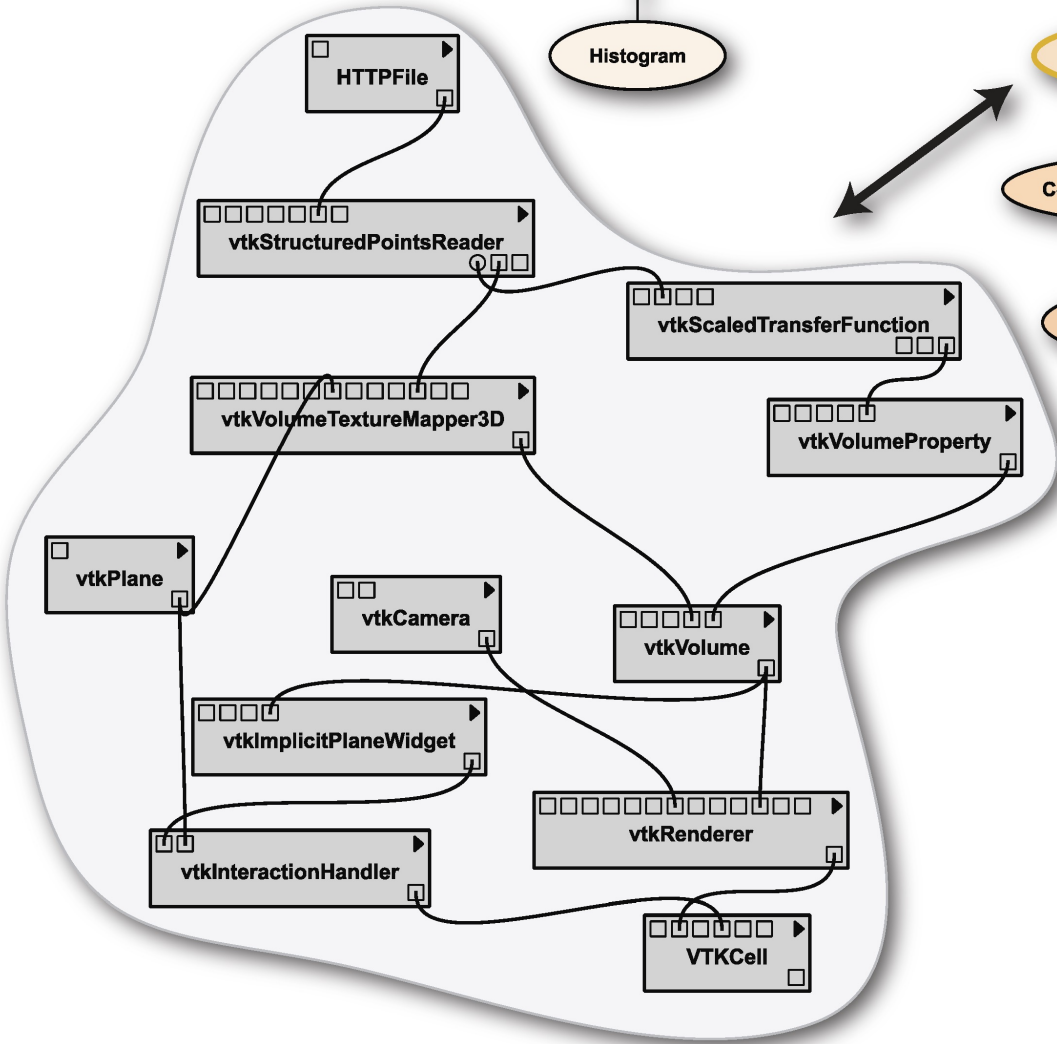 Histogram
HTTPFile
C
vtkStructuredPointsReader
vtkScaledTransferFunction
vtkVolumeTextureMapper3D
vtkVolumeProperty
vtkPlane
vtkCamera
vtkVolume
vtkImplicitPlaneWidget
vtkRenderer
vtkInteractionHandler
VTKCell